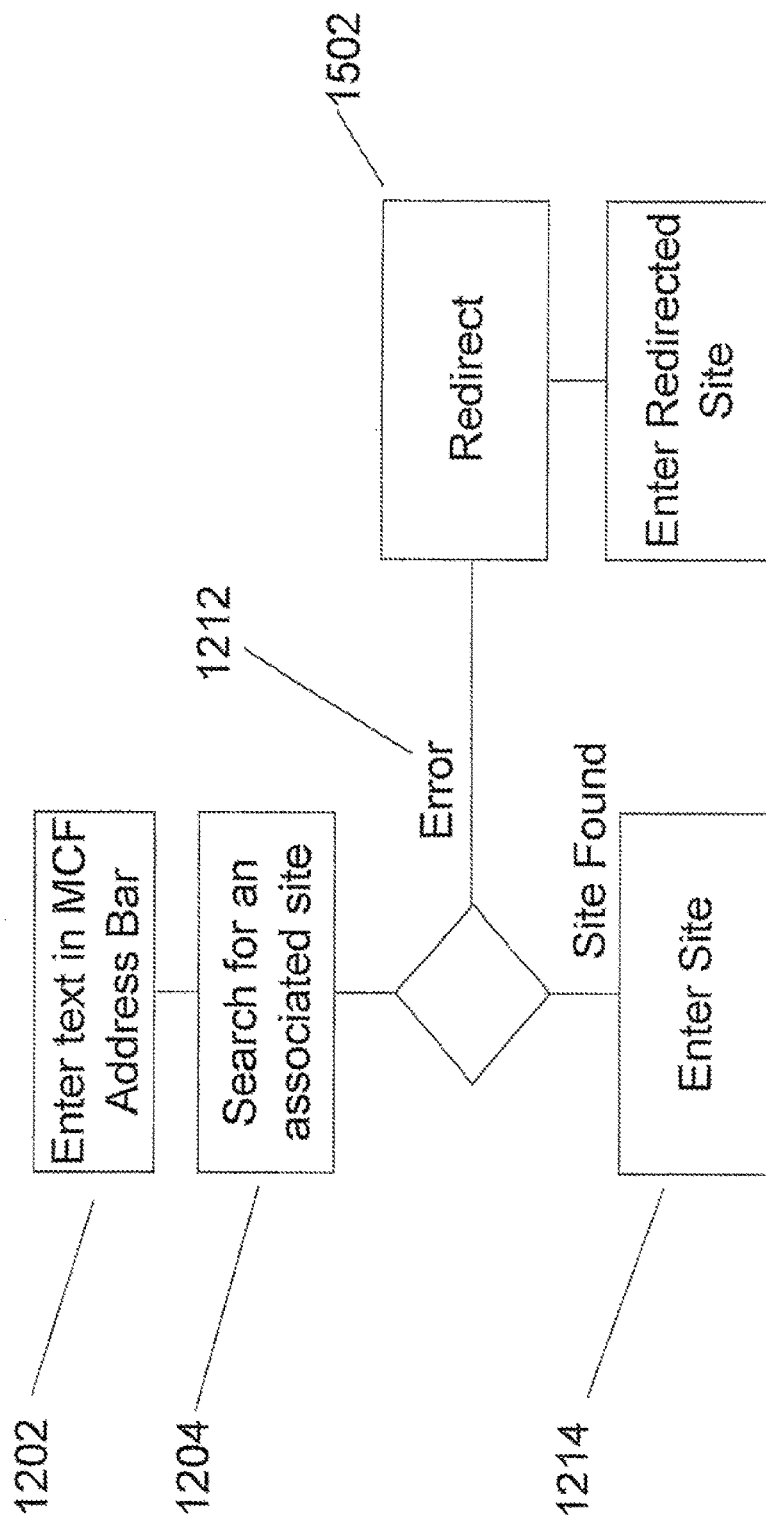 1202
Enter text in MCF
Address Bar
1204
Search for an
associated site
1212
Error
1502
Redirect
Enter Redirected
Site
Site Found
1214
Enter Site